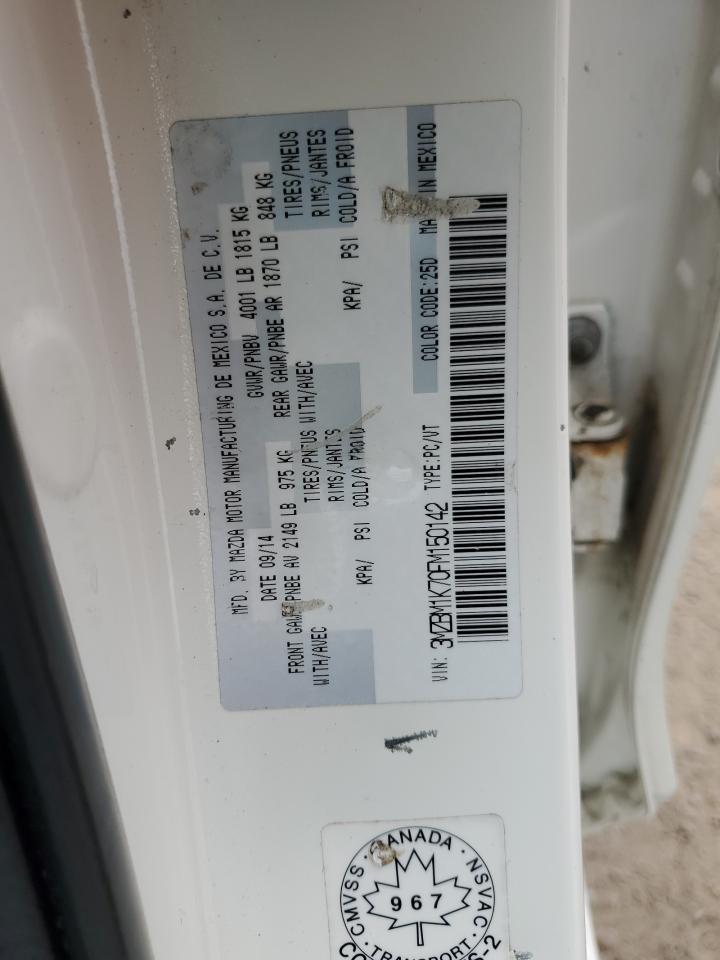 MFD. BY MAZDA MOTOR MANUFACTURING DE MEXICO S.A. DE C.V.
DATE 09/14 GVWR/PNBV 4001 LB 1815 KG
FRONT GAWR/PNBE AV 2149 LB 975 KG REAR GAWR/PNBE AR 1870 LB 848 KG
WITH/AVEC TIRES/PNEUS WITH/AVEC TIRES/PNEUS
RIMS/JANTES RIMS/JANTES
KPA/ PSI COLD/A FROID KPA/ PSI COLD/A FROID
VIN: 3MZBM1K70FM150142 TYPE:PC/VT COLOR CODE:25D MA IN MEXICO
CMVSS · CANADA · NSVAC
967
· TRANSPORT ·
S-2